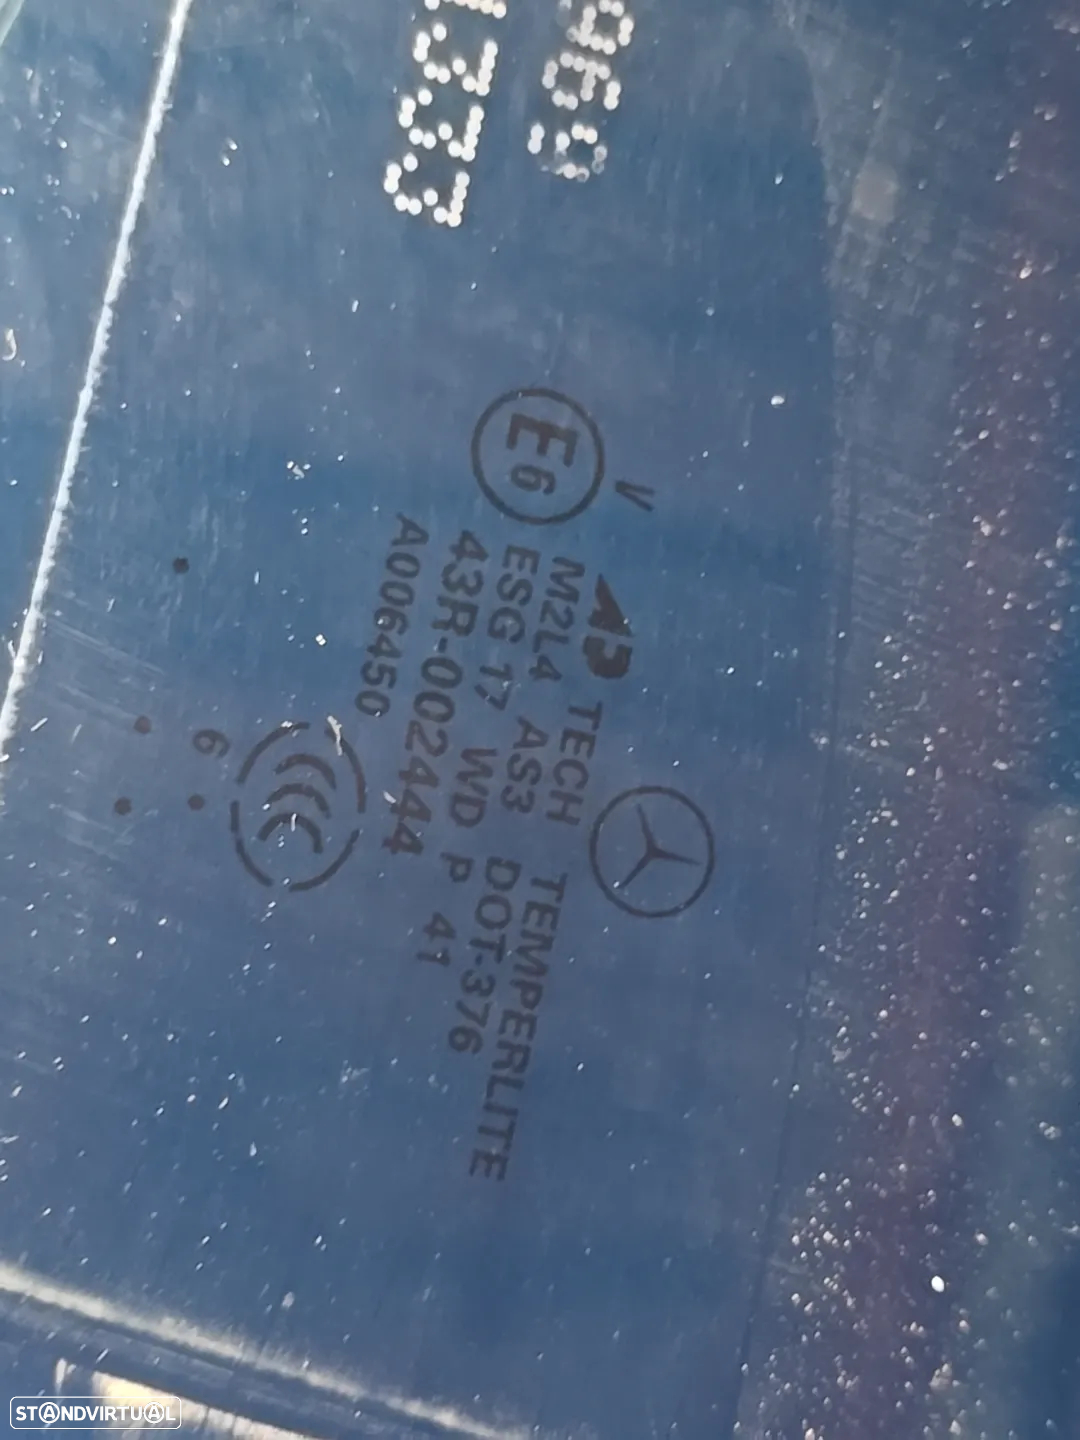 V
TECH TEMPERLITE
M2L4 AS3 DOT-376
ESG 17 WD P 41
43R-002444
A006450
E6
6
STANDVIRTUAL